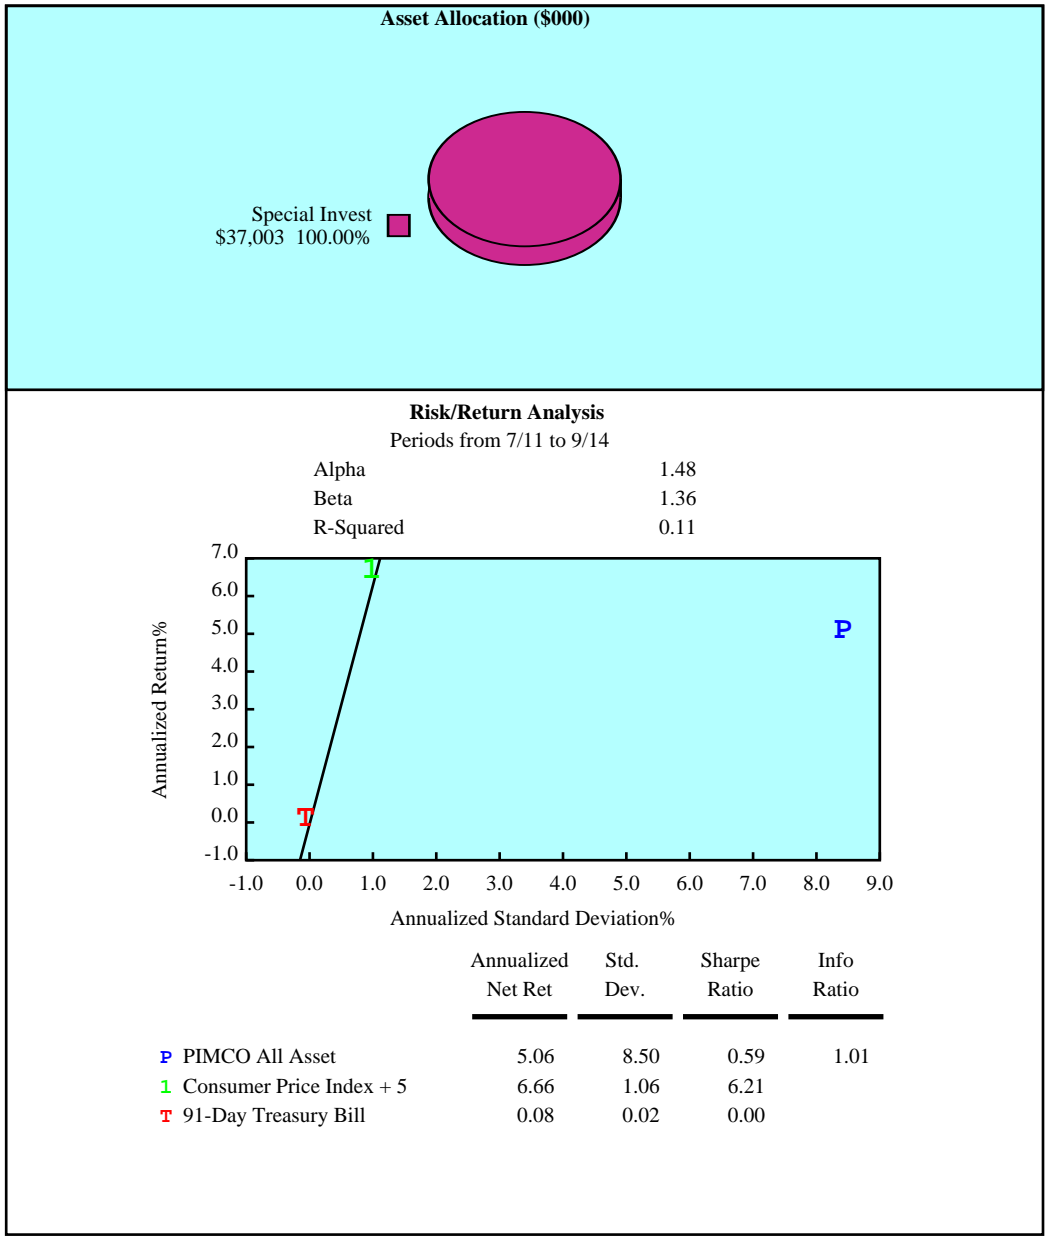 Asset Allocation ($000)
Special Invest
$37,003 100.00%
Risk/Return Analysis
Periods from 7/11 to 9/14
Alpha 1.48
Beta 1.36
R-Squared 0.11
7.0
6.0
5.0
4.0
3.0
2.0
1.0
0.0
-1.0
Annualized Return%
1
P
T
-1.0 0.0 1.0 2.0 3.0 4.0 5.0 6.0 7.0 8.0 9.0
Annualized Standard Deviation%
Annualized Std. Sharpe Info
Net Ret Dev. Ratio Ratio
P PIMCO All Asset 5.06 8.50 0.59 1.01
1 Consumer Price Index + 5 6.66 1.06 6.21
T 91-Day Treasury Bill 0.08 0.02 0.00